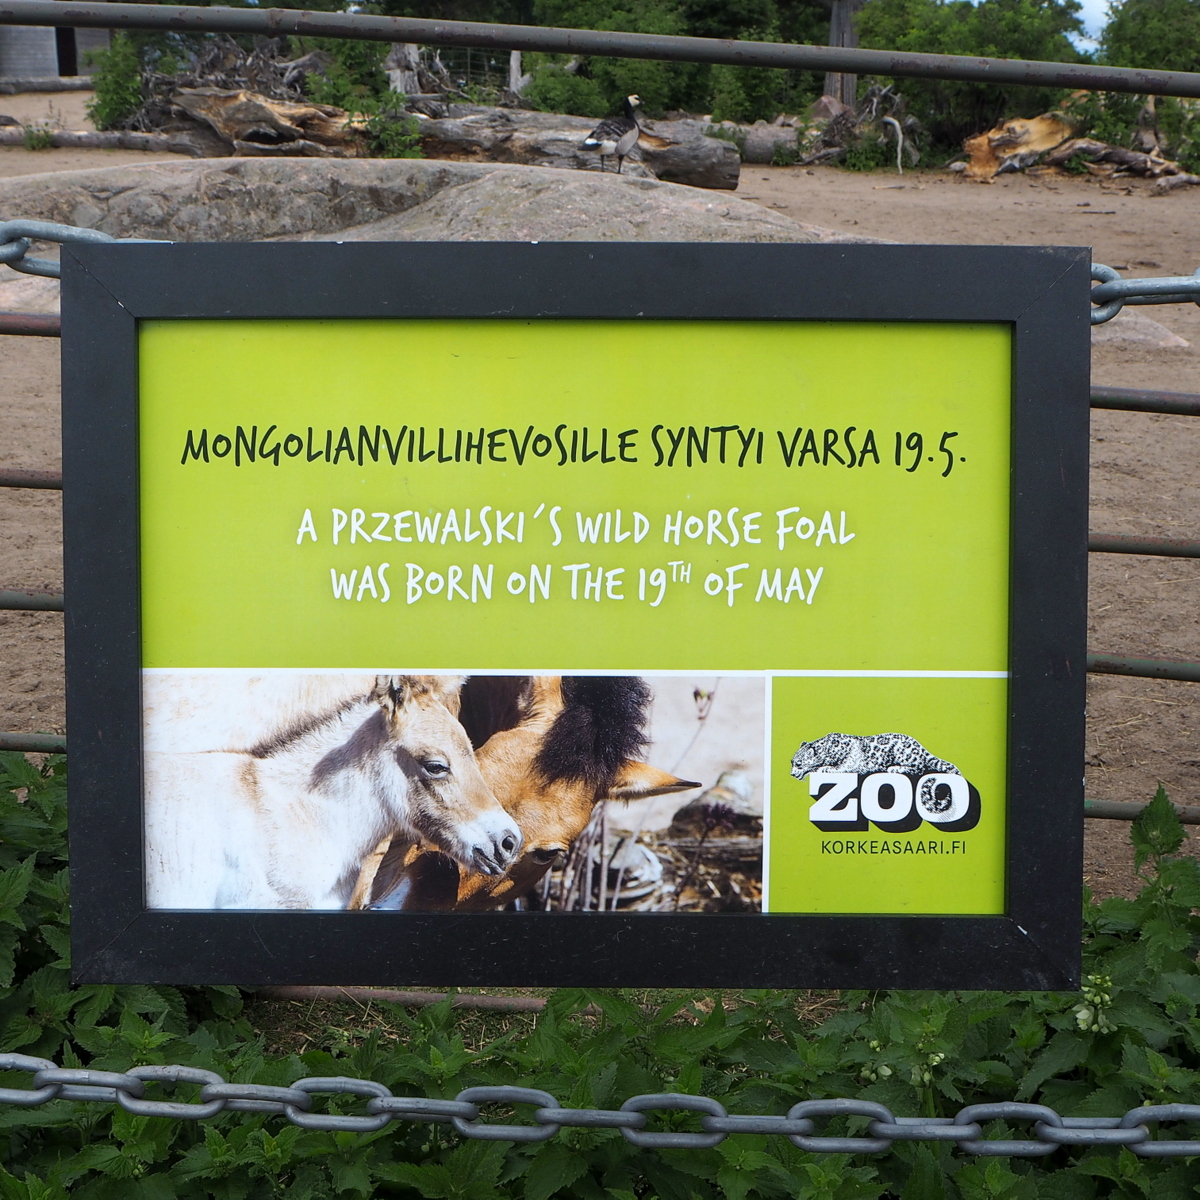 MONGOLIANVILLIHEVOSILLE SYNTYI VARSA 19.5.
A PRZEWALSKI´S WILD HORSE FOAL
WAS BORN ON THE 19TH OF MAY
ZOO
KORKEASAARI.FI